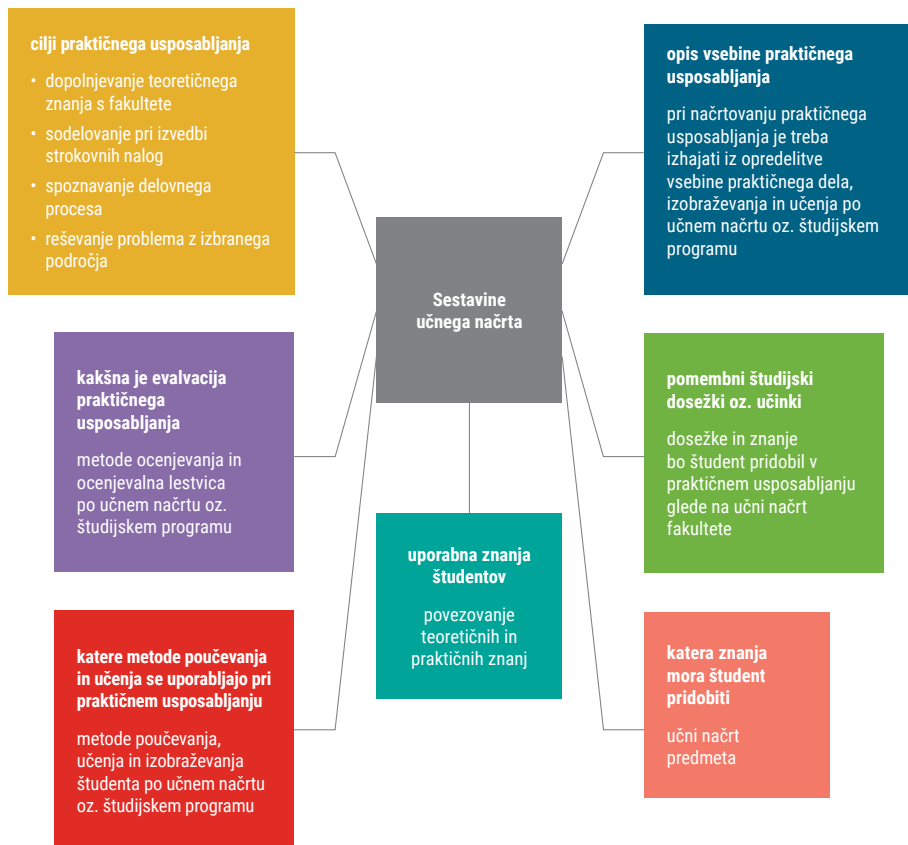 cilji praktičnega usposabljanja
• dopolnjevanje teoretičnega
znanja s fakultete
• sodelovanje pri izvedbi
strokovnih nalog
• spoznavanje delovnega
procesa
• reševanje problema z izbranega
področja
opis vsebine praktičnega
usposabljanja
pri načrtovanju praktičnega
usposabljanja je treba
izhajati iz opredelitve
vsebine praktičnega dela,
izobraževanja in učenja po
učnem načrtu oz. študijskem
programu
Sestavine
učnega načrta
kakšna je evalvacija
praktičnega
usposabljanja
metode ocenjevanja in
ocenjevalna lestvica
po učnem načrtu oz.
študijskem programu
pomembni študijski
dosežki oz. učinki
dosežke in znanje
bo študent pridobil v
praktičnem usposabljanju
glede na učni načrt
fakultete
uporabna znanja
študentov
povezovanje
teoretičnih in
praktičnih znanj
katere metode poučevanja
in učenja se uporabljajo pri
praktičnem usposabljanju
metode poučevanja,
učenja in izobraževanja
študenta po učnem načrtu
oz. študijskem programu
katera znanja
mora študent
pridobiti
učni načrt
predmeta